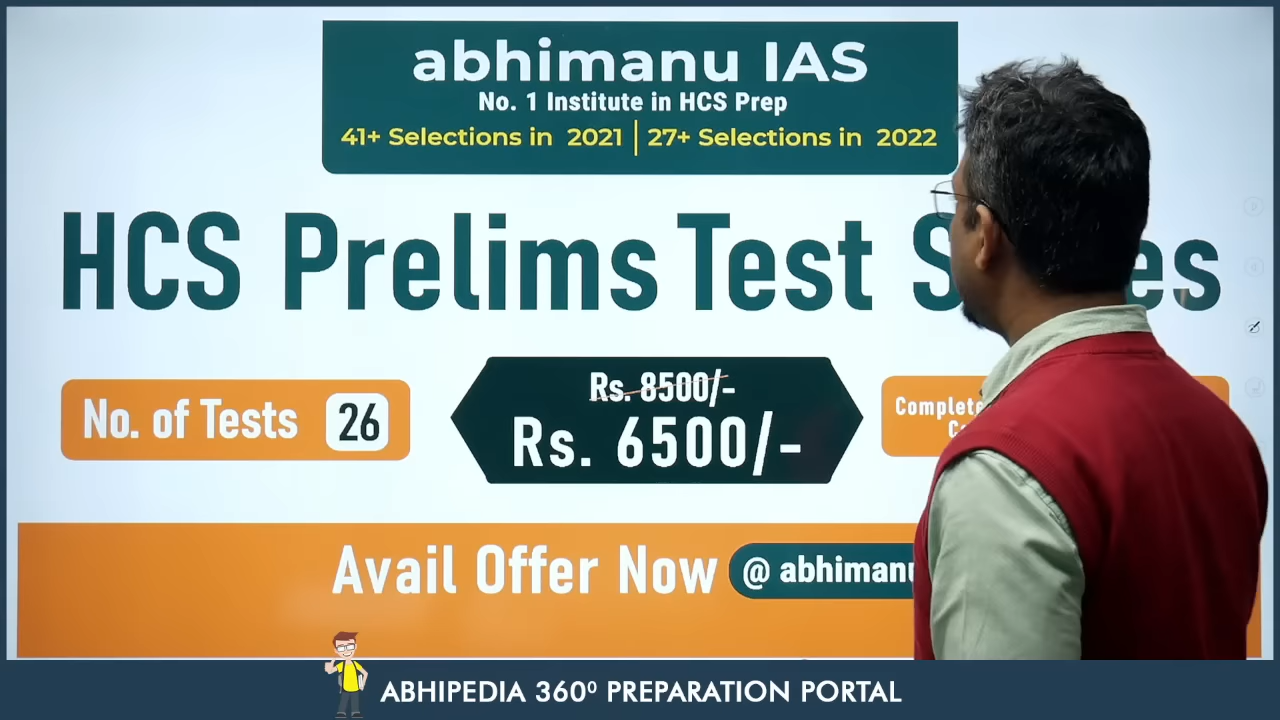 abhimanu IAS
No. 1 Institute in HCS Prep
41+ Selections in 2021 | 27+ Selections in 2022
HCS Prelims Test
No. of Tests 26
Rs. 8500/-
Rs. 6500/-
Complete
Avail Offer Now @ abhimanu
ABHIPEDIA 360⁰ PREPARATION PORTAL